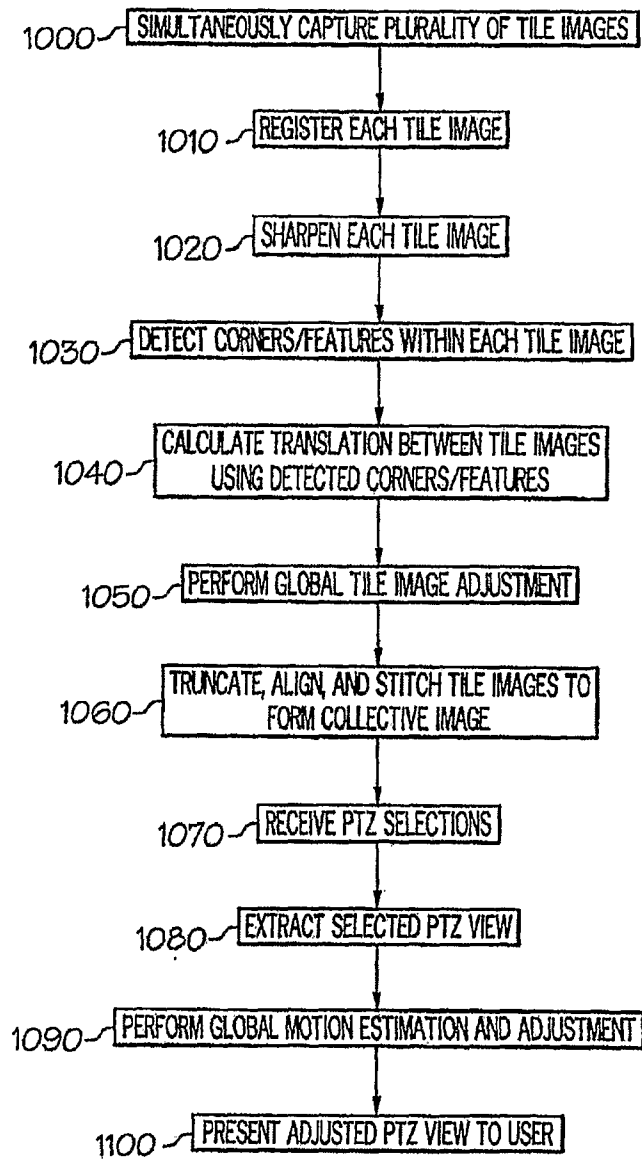 1000 SIMULTANEOUSLY CAPTURE PLURALITY OF TILE IMAGES
1010 REGISTER EACH TILE IMAGE
1020 SHARPEN EACH TILE IMAGE
1030 DETECT CORNERS/FEATURES WITHIN EACH TILE IMAGE
1040 CALCULATE TRANSLATION BETWEEN TILE IMAGES
USING DETECTED CORNERS/FEATURES
1050 PERFORM GLOBAL TILE IMAGE ADJUSTMENT
1060 TRUNCATE, ALIGN, AND STITCH TILE IMAGES TO
FORM COLLECTIVE IMAGE
1070 RECEIVE PTZ SELECTIONS
1080 EXTRACT SELECTED PTZ VIEW
1090 PERFORM GLOBAL MOTION ESTIMATION AND ADJUSTMENT
1100 PRESENT ADJUSTED PTZ VIEW TO USER